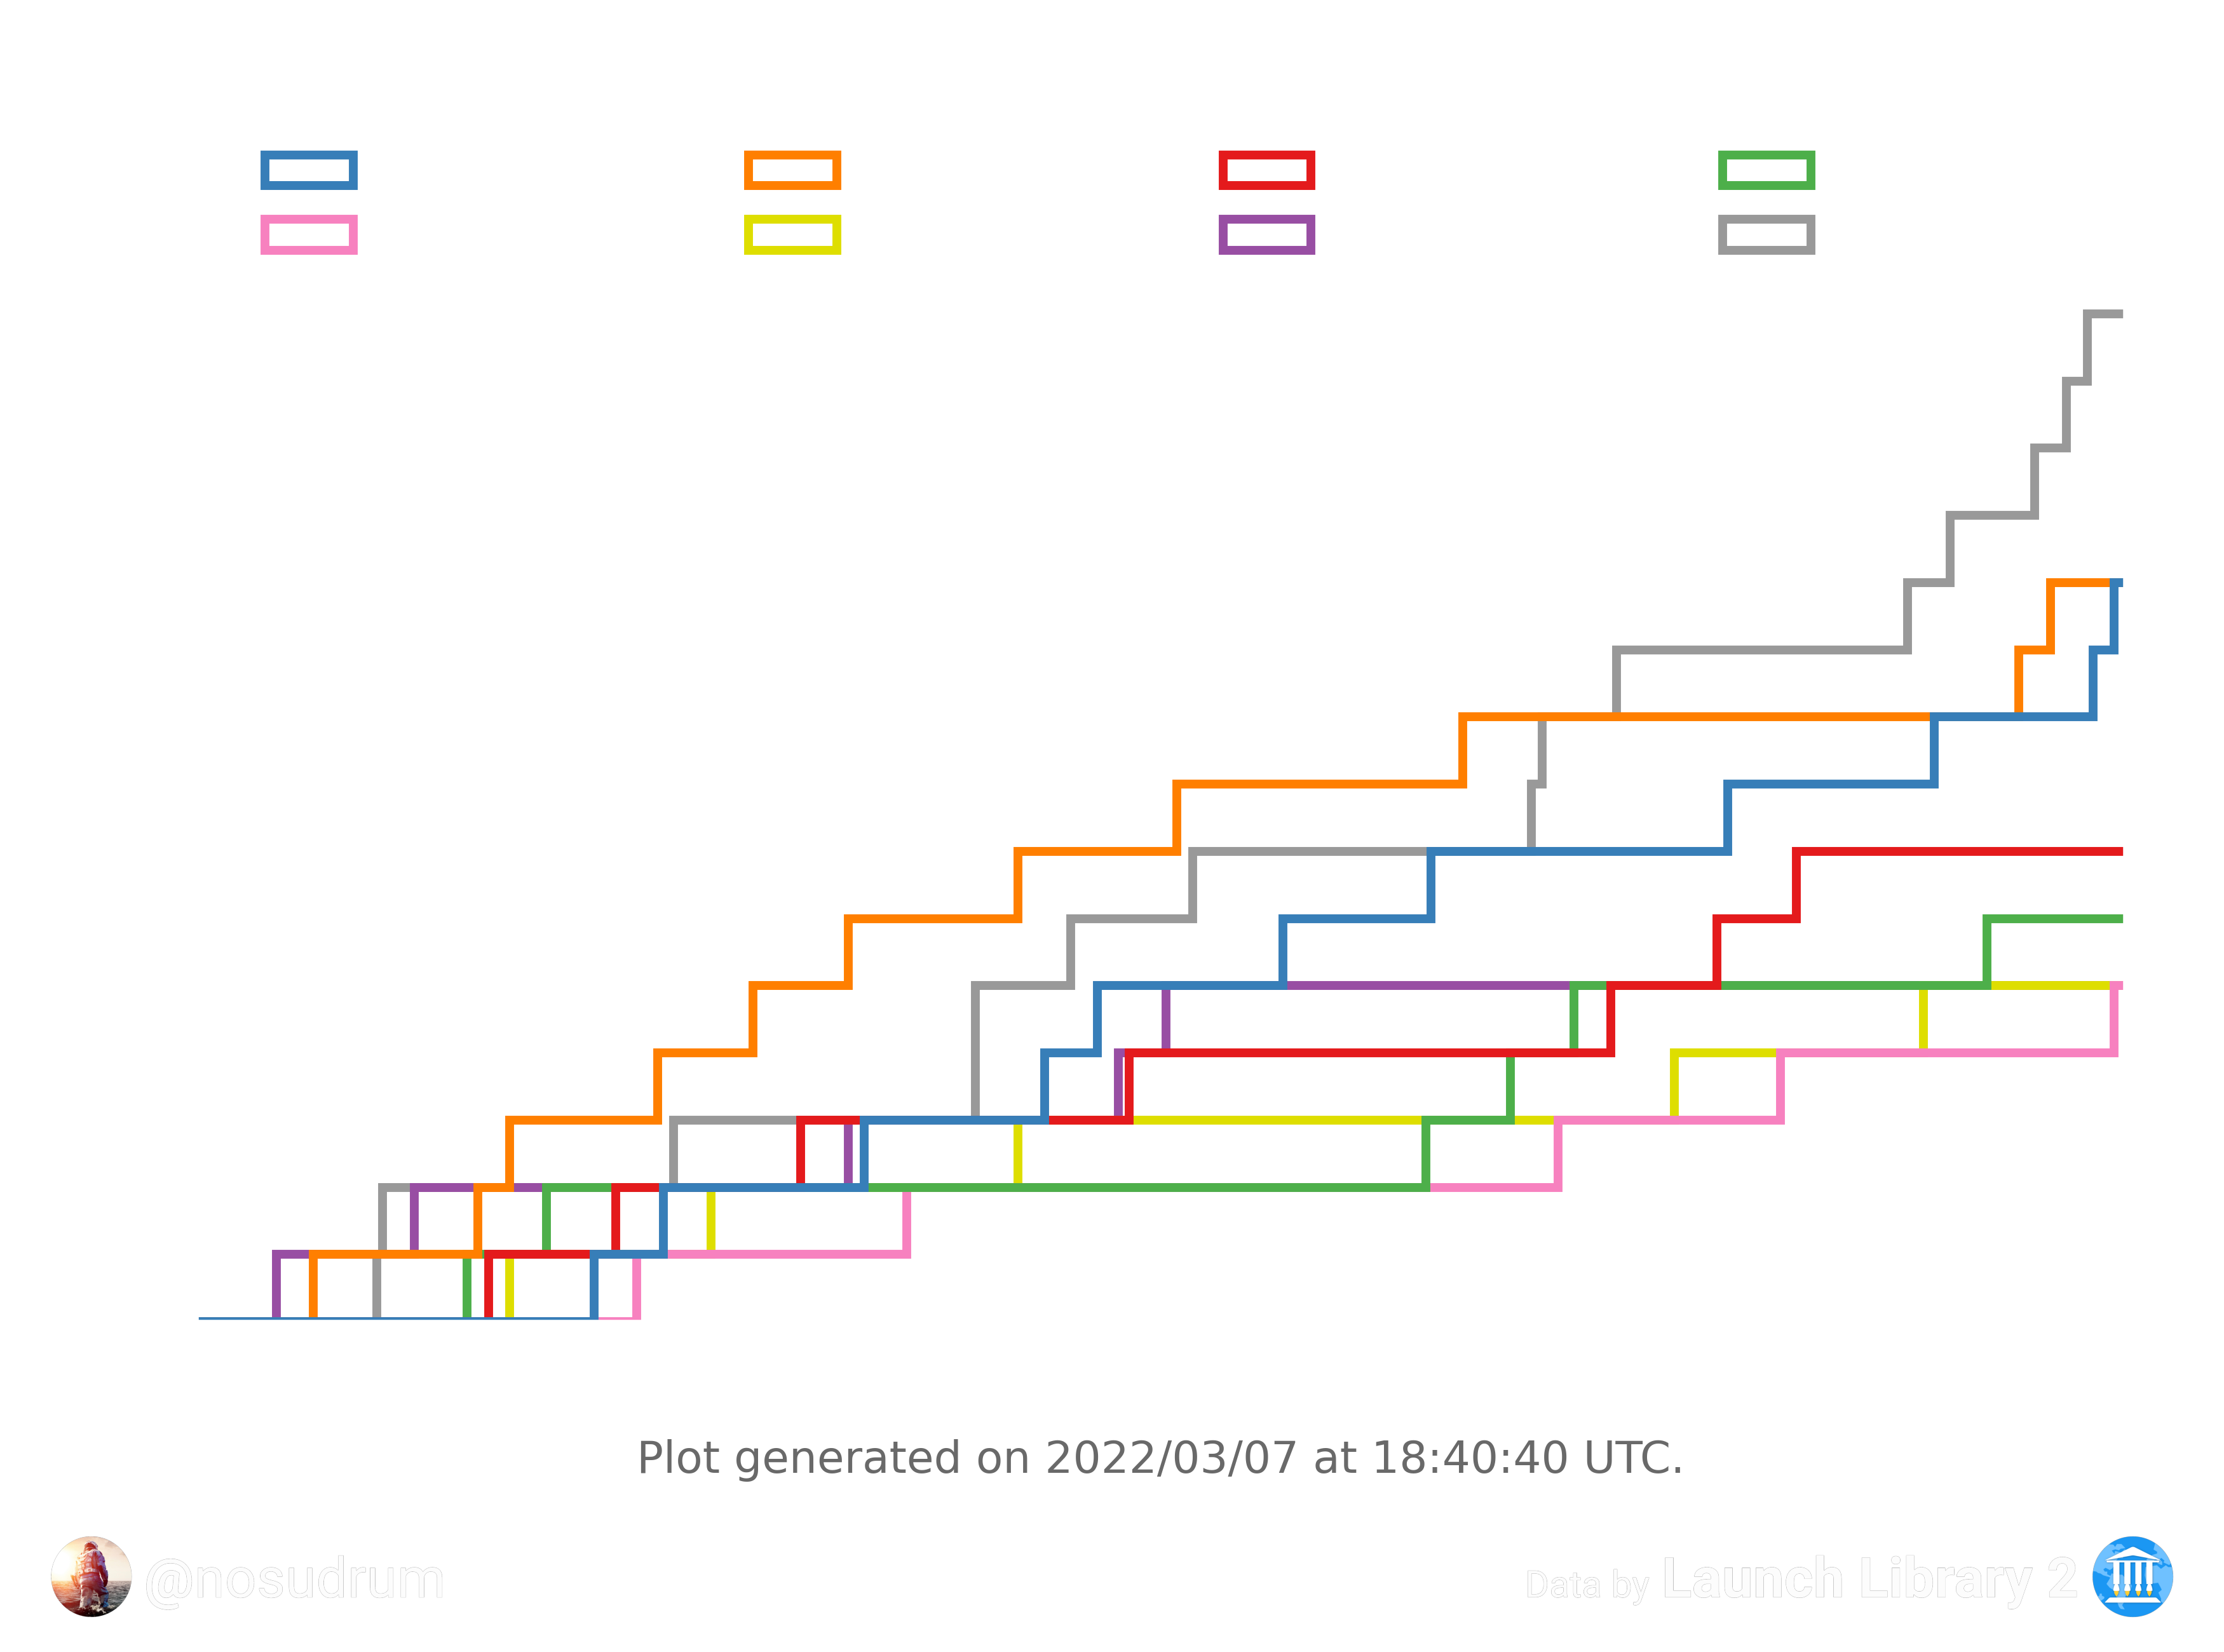 Plot generated on 2022/03/07 at 18:40:40 UTC.
@nosudrum
Data by Launch Library 2